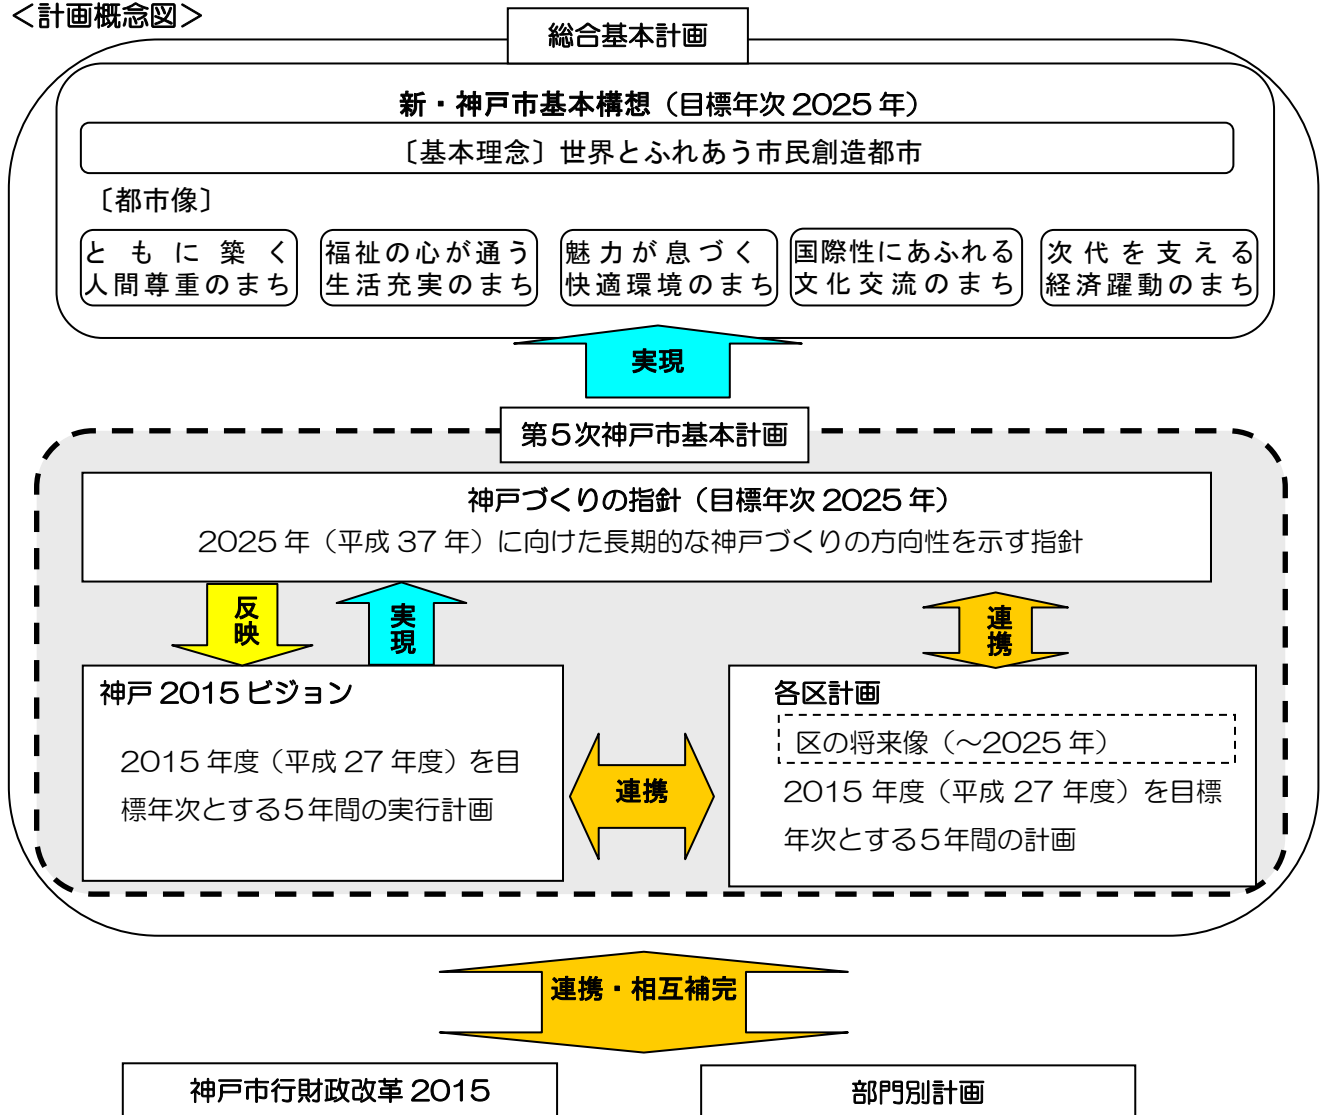 ＜計画概念図＞
総合基本計画
新・神戸市基本構想（目標年次 2025 年）
〔基本理念〕世界とふれあう市民創造都市
〔都市像〕
ともに築く
人間尊重のまち
福祉の心が通う
生活充実のまち
魅力が息づく
快適環境のまち
国際性にあふれる
文化交流のまち
次代を支える
経済躍動のまち
実現
第５次神戸市基本計画
神戸づくりの指針（目標年次 2025 年）
2025 年（平成 37 年）に向けた長期的な神戸づくりの方向性を示す指針
反映
実現
連携
神戸 2015 ビジョン
2015 年度（平成 27 年度）を目
標年次とする５年間の実行計画
連携
各区計画
区の将来像（～2025 年）
2015 年度（平成 27 年度）を目標
年次とする５年間の計画
連携・相互補完
神戸市行財政改革 2015
部門別計画